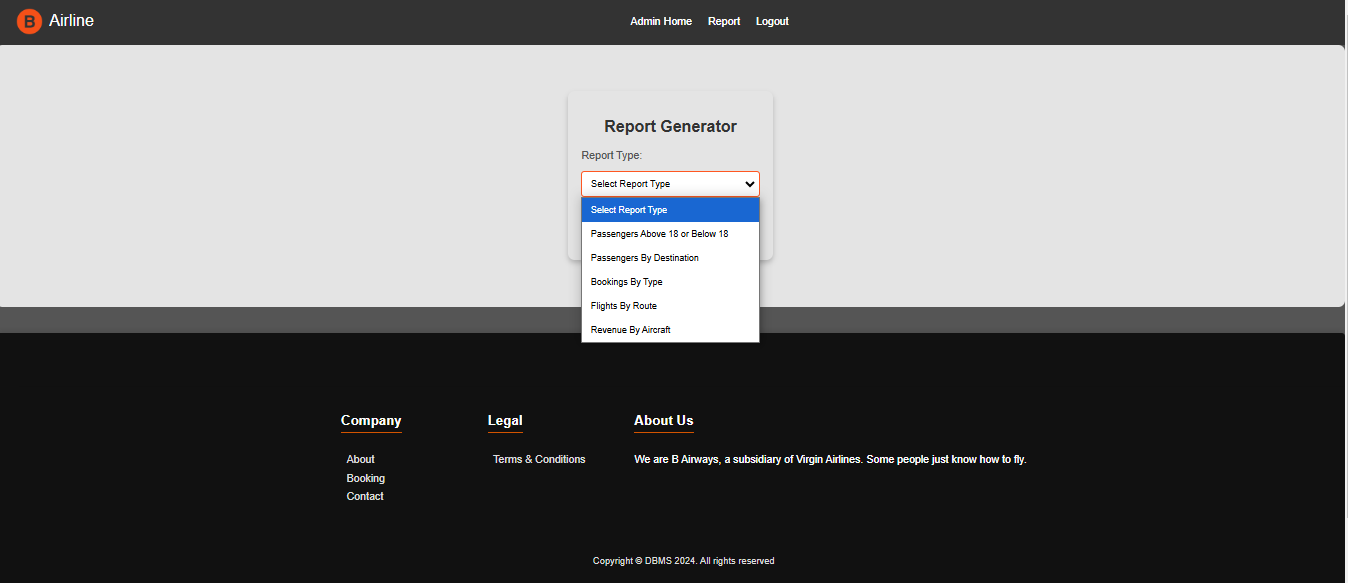 B Airline Admin Home Report Logout
Report Generator
Report Type:
Select Report Type
Select Report Type
Passengers Above 18 or Below 18
Passengers By Destination
Bookings By Type
Flights By Route
Revenue By Aircraft
Company
About
Booking
Contact
Legal
Terms & Conditions
About Us
We are B Airways, a subsidiary of Virgin Airlines. Some people just know how to fly.
Copyright © DBMS 2024. All rights reserved